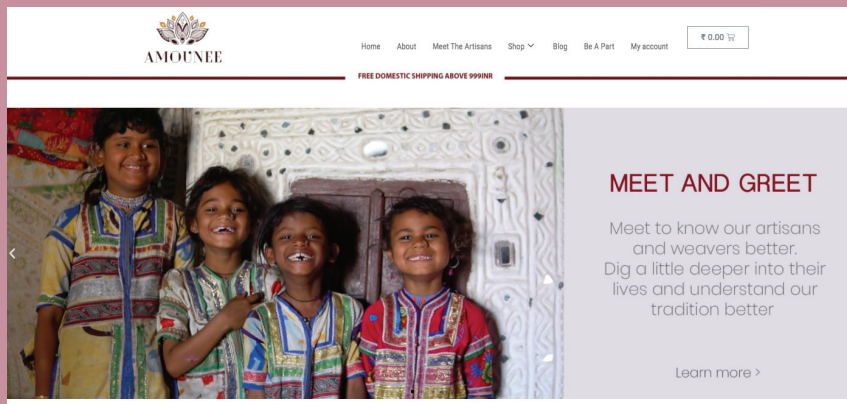 AMOUNEE
Home About Meet The Artisans Shop Blog Be A Part My account ₹ 0.00
FREE DOMESTIC SHIPPING ABOVE 999INR
MEET AND GREET
Meet to know our artisans
and weavers better.
Dig a little deeper into their
lives and understand our
tradition better
Learn more >